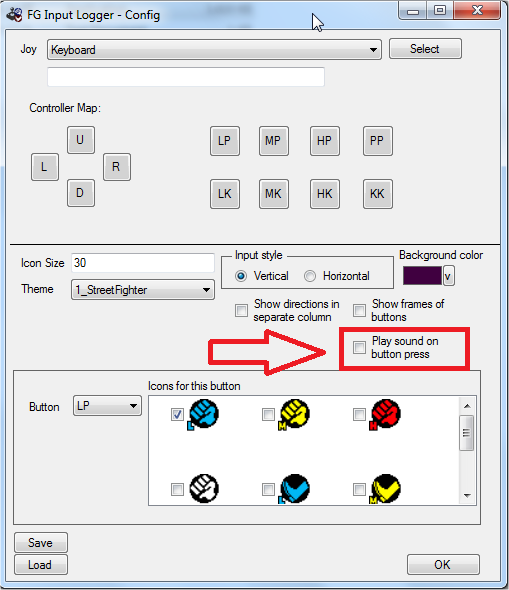 FG Input Logger - Config
Joy
Keyboard
Select
Controller Map:
U
L
R
D
LP
MP
HP
PP
LK
MK
HK
KK
Icon Size
30
Theme
1_StreetFighter
Input style
Vertical
Horizontal
Background color
v
Show directions in
separate column
Show frames of
buttons
Play sound on
button press
Button
LP
Icons for this button
L
M
H
L
M
Save
Load
OK